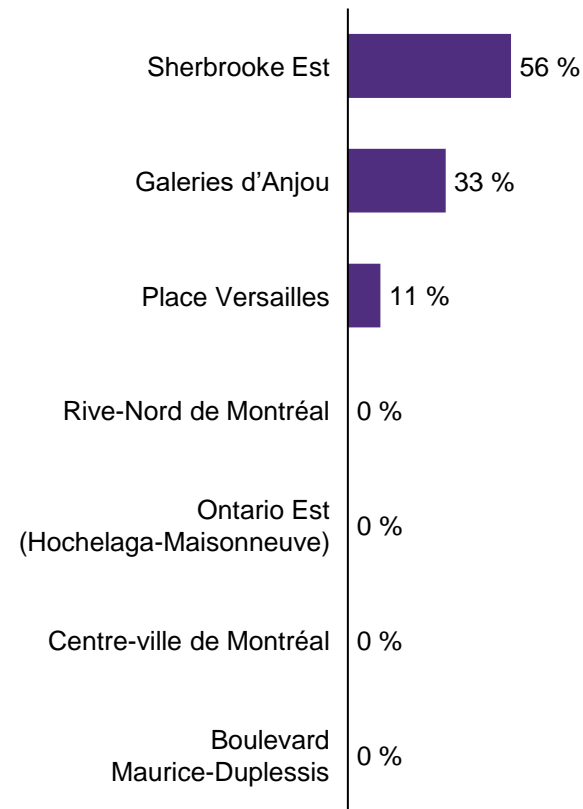 Sherbrooke Est 56 %
Galeries d’Anjou 33 %
Place Versailles 11 %
Rive-Nord de Montréal 0 %
Ontario Est
(Hochelaga-Maisonneuve) 0 %
Centre-ville de Montréal 0 %
Boulevard
Maurice-Duplessis 0 %